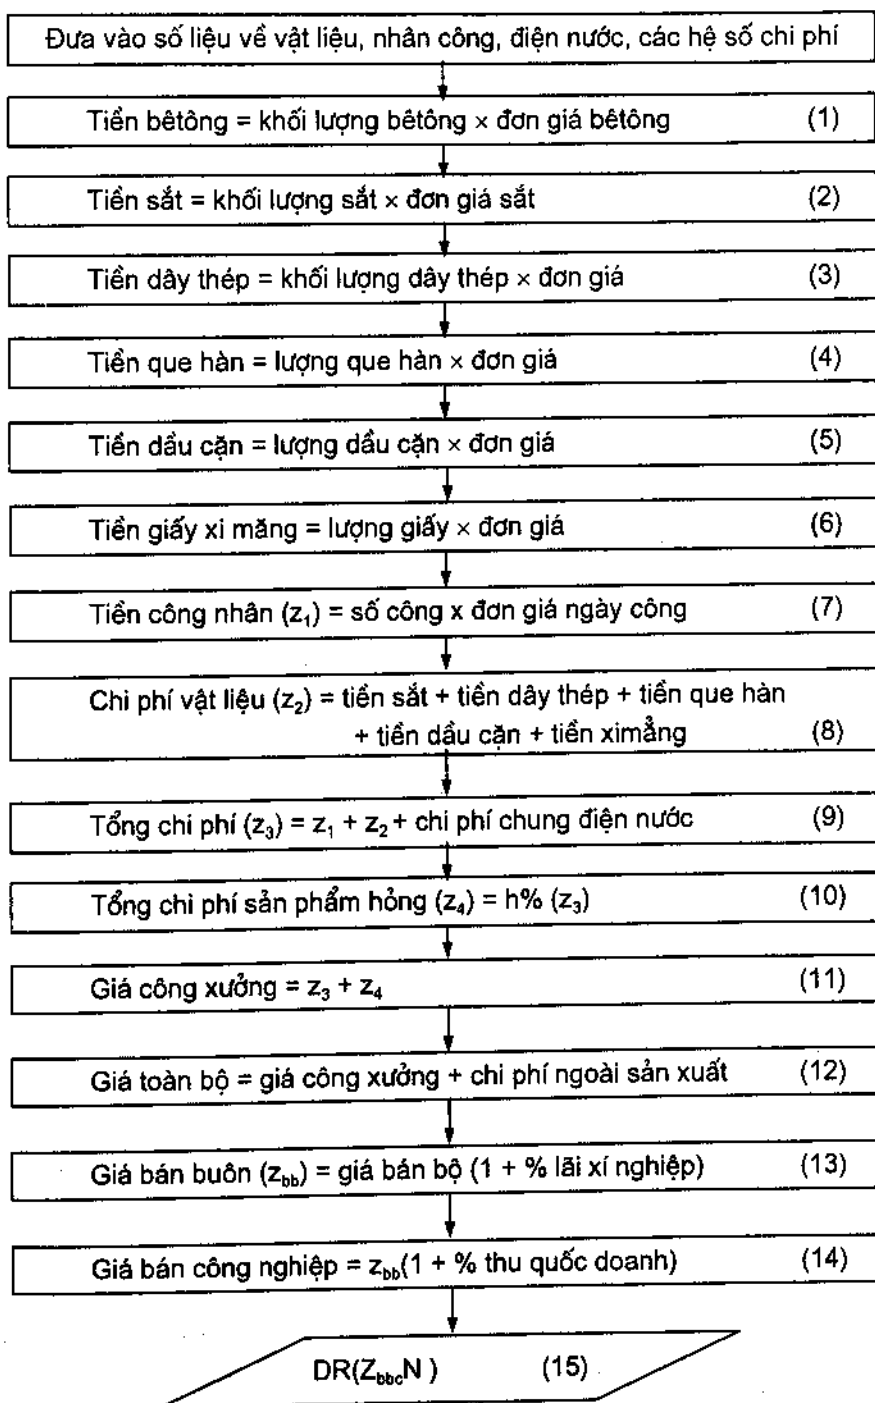 Đưa vào số liệu về vật liệu, nhân công, điện nước, các hệ số chi phí
Tiền bêtông = khối lượng bêtông × đơn giá bêtông (1)
Tiền sắt = khối lượng sắt × đơn giá sắt (2)
Tiền dây thép = khối lượng dây thép × đơn giá (3)
Tiền que hàn = lượng que hàn × đơn giá (4)
Tiền dầu cặn = lượng dầu cặn × đơn giá (5)
Tiền giấy xi măng = lượng giấy × đơn giá (6)
Tiền công nhân (z₁) = số công x đơn giá ngày công (7)
Chi phí vật liệu (z₂) = tiền sắt + tiền dây thép + tiền que hàn
+ tiền dầu cặn + tiền ximẳng (8)
Tổng chi phí (z₃) = z₁ + z₂ + chi phí chung điện nước (9)
Tổng chi phí sản phẩm hỏng (z₄) = h% (z₃) (10)
Giá công xưởng = z₃ + z₄ (11)
Giá toàn bộ = giá công xưởng + chi phí ngoài sản xuất (12)
Giá bán buôn (z_bb) = giá bán bộ (1 + % lãi xí nghiệp) (13)
Giá bán công nghiệp = z_bb(1 + % thu quốc doanh) (14)
DR(Z_bbcN ) (15)